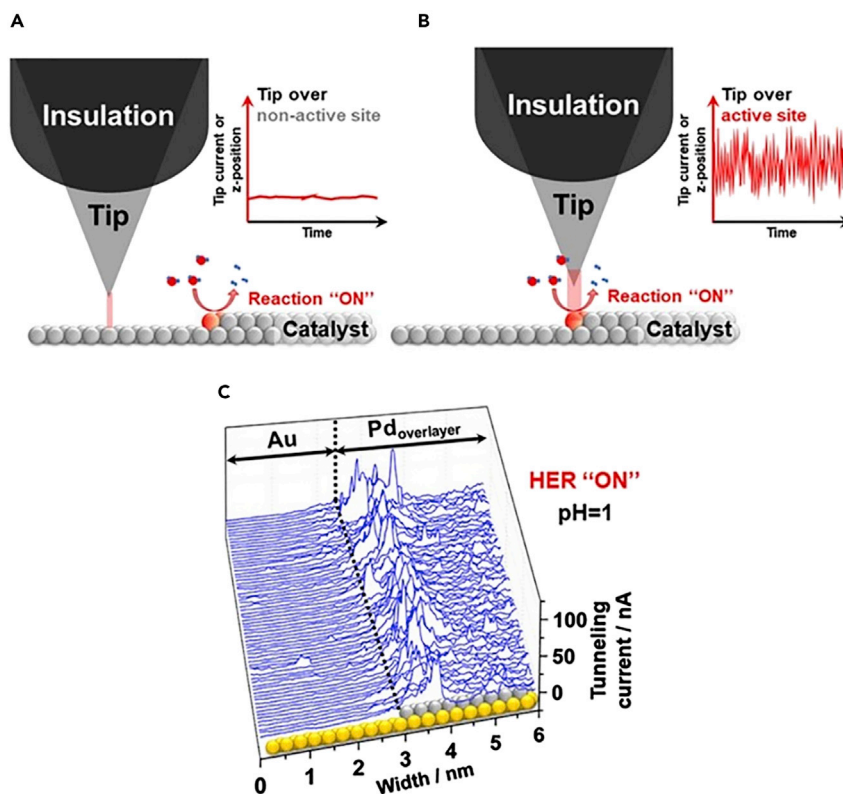 A
Insulation
Tip
Tip current or
z-position
Tip over
non-active site
Time
Reaction “ON”
Catalyst
B
Insulation
Tip
Tip current or
z-position
Tip over
active site
Time
Reaction “ON”
Catalyst
C
Au
Pdoverlayer
HER “ON”
pH=1
100
50
0
Tunneling
current / nA
0
1
2
3
4
5
6
Width / nm